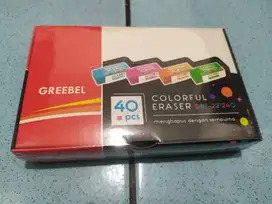 GREEBEL
40
pcs
COLORFUL
ERASER
menghapus dengan sempurna